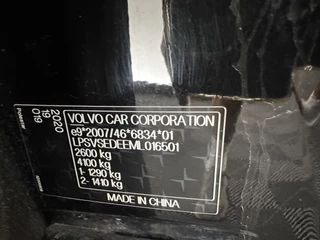 VOLVO CAR CORPORATION
e9*2007/46*6834*01
LPSVSEDEEML016501
2600 kg
4100 kg
1- 1290 kg
2- 1410 kg
MADE IN CHINA
2020
19
019